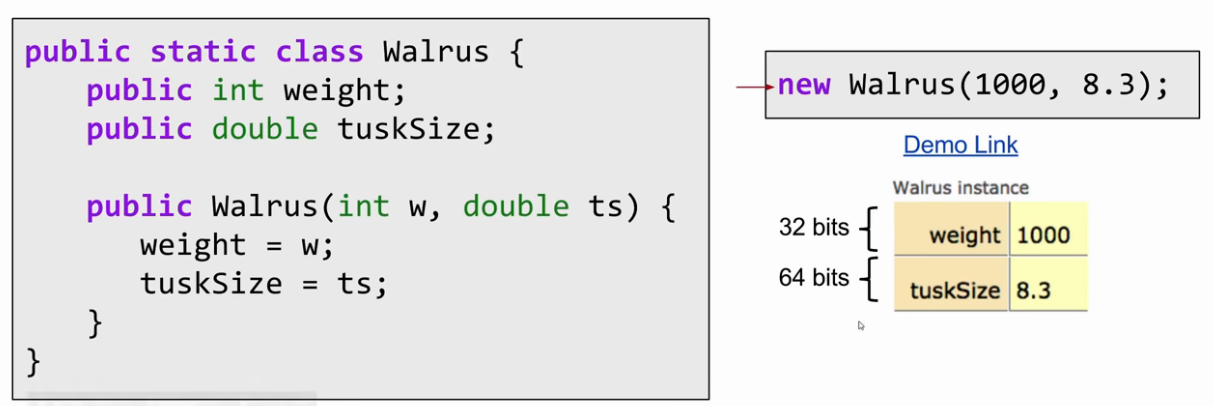 public static class Walrus {
public int weight;
public double tuskSize;
public Walrus(int w, double ts) {
weight = w;
tuskSize = ts;
}
}
new Walrus(1000, 8.3);
Demo Link
Walrus instance
32 bits { weight 1000
64 bits { tuskSize 8.3